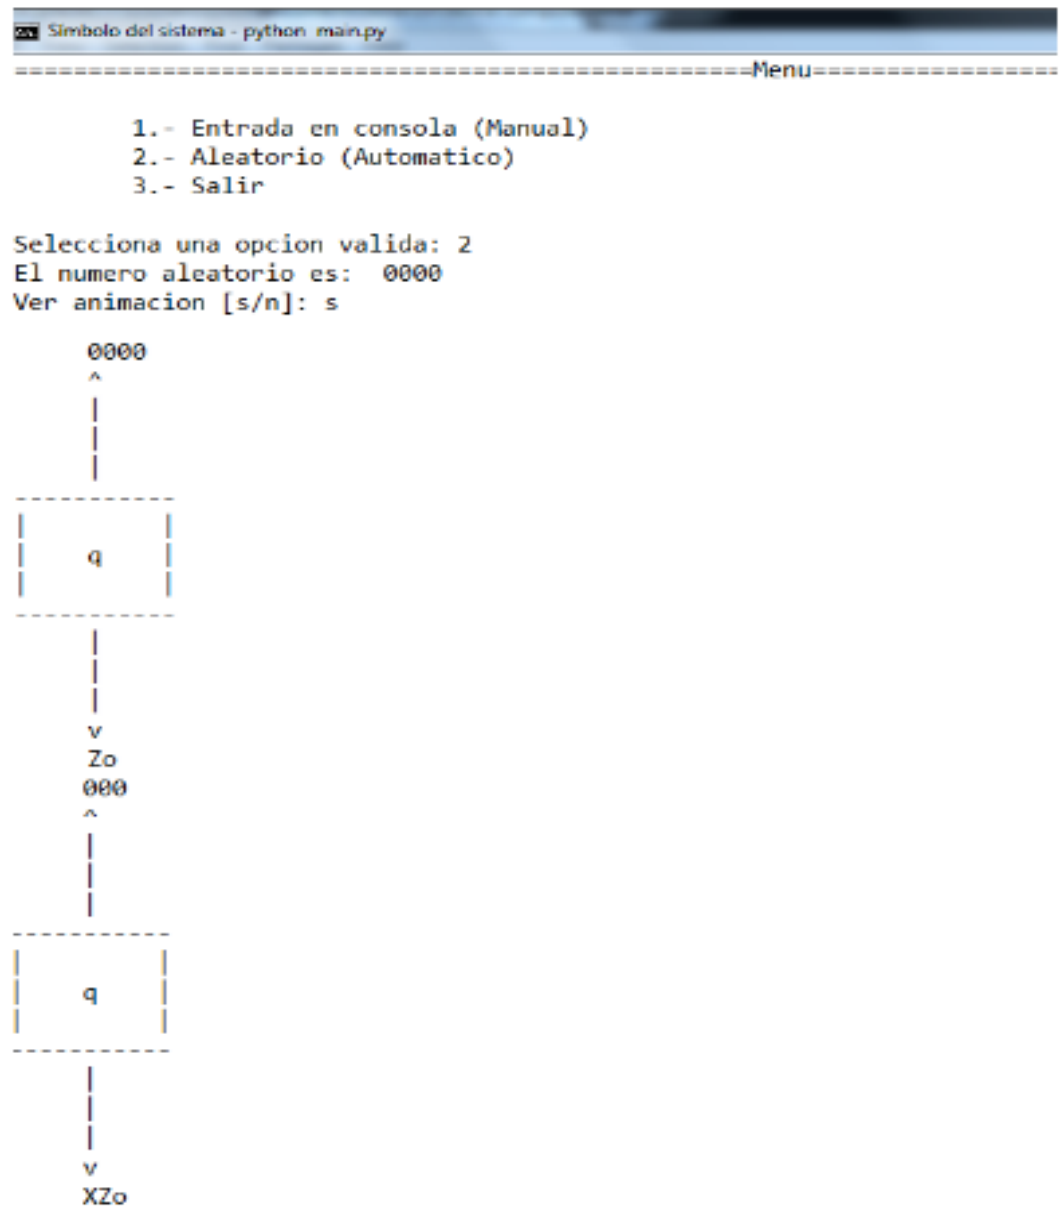 Símbolo del sistema - python main.py
==================================================Menu=================
1.- Entrada en consola (Manual)
2.- Aleatorio (Automatico)
3.- Salir
Selecciona una opcion valida: 2
El numero aleatorio es:  0000
Ver animacion [s/n]: s
0000
^
|
|
|
-----------
|         |
|    q    |
|         |
-----------
|
|
|
v
Zo
000
^
|
|
|
-----------
|         |
|    q    |
|         |
-----------
|
|
|
v
XZo